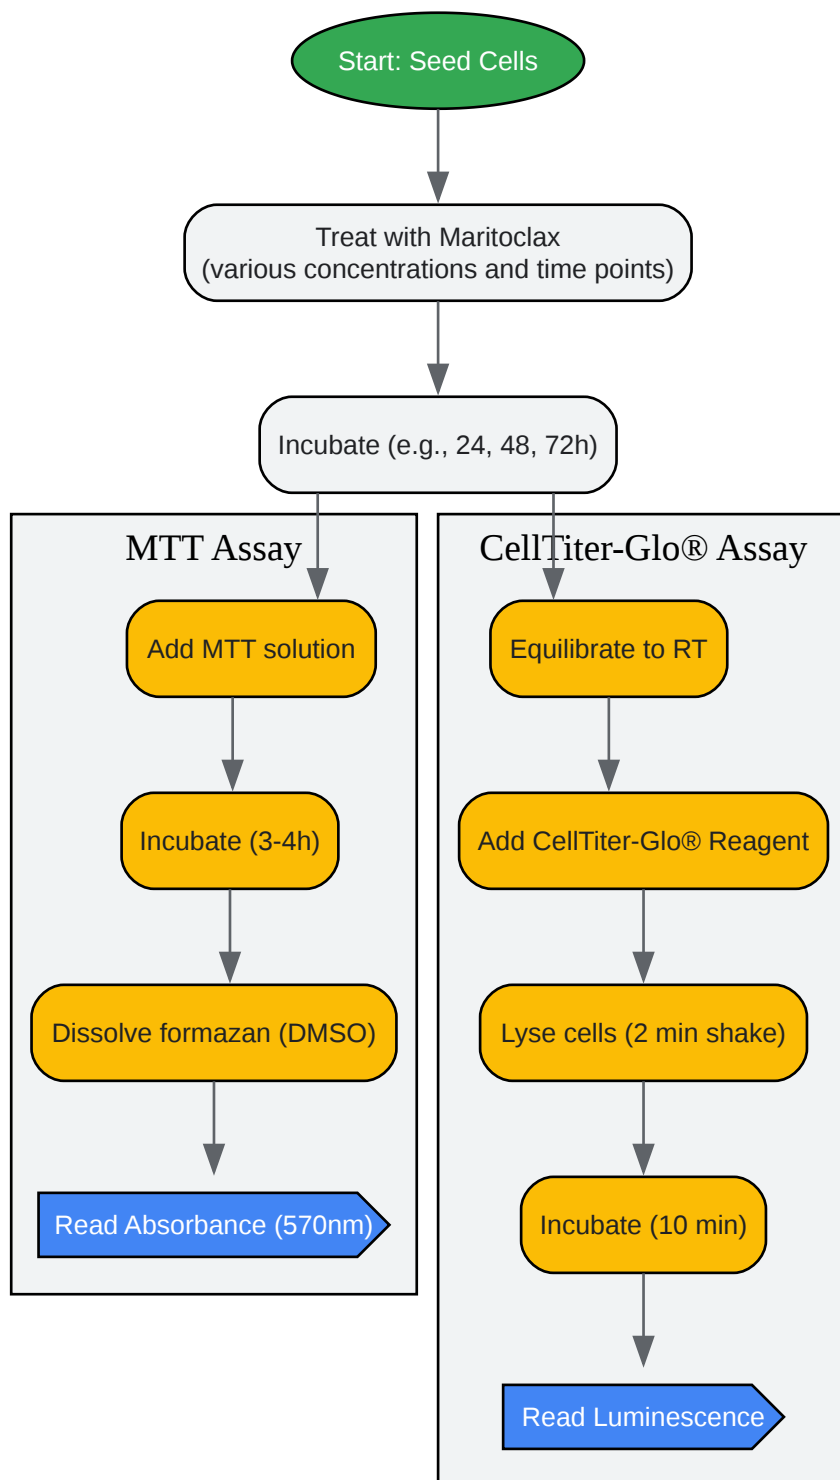 Start: Seed Cells
Treat with Maritoclax
(various concentrations and time points)
Incubate (e.g., 24, 48, 72h)
MTT Assay
Add MTT solution
Incubate (3-4h)
Dissolve formazan (DMSO)
Read Absorbance (570nm)
CellTiter-Glo® Assay
Equilibrate to RT
Add CellTiter-Glo® Reagent
Lyse cells (2 min shake)
Incubate (10 min)
Read Luminescence